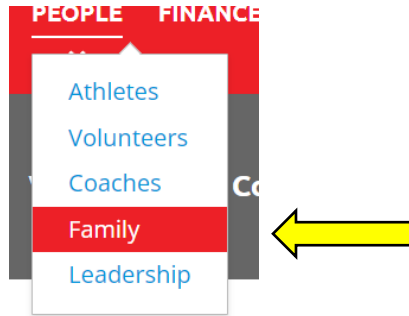 PEOPLE FINANCE
Athletes
Volunteers
Coaches
Family
Leadership